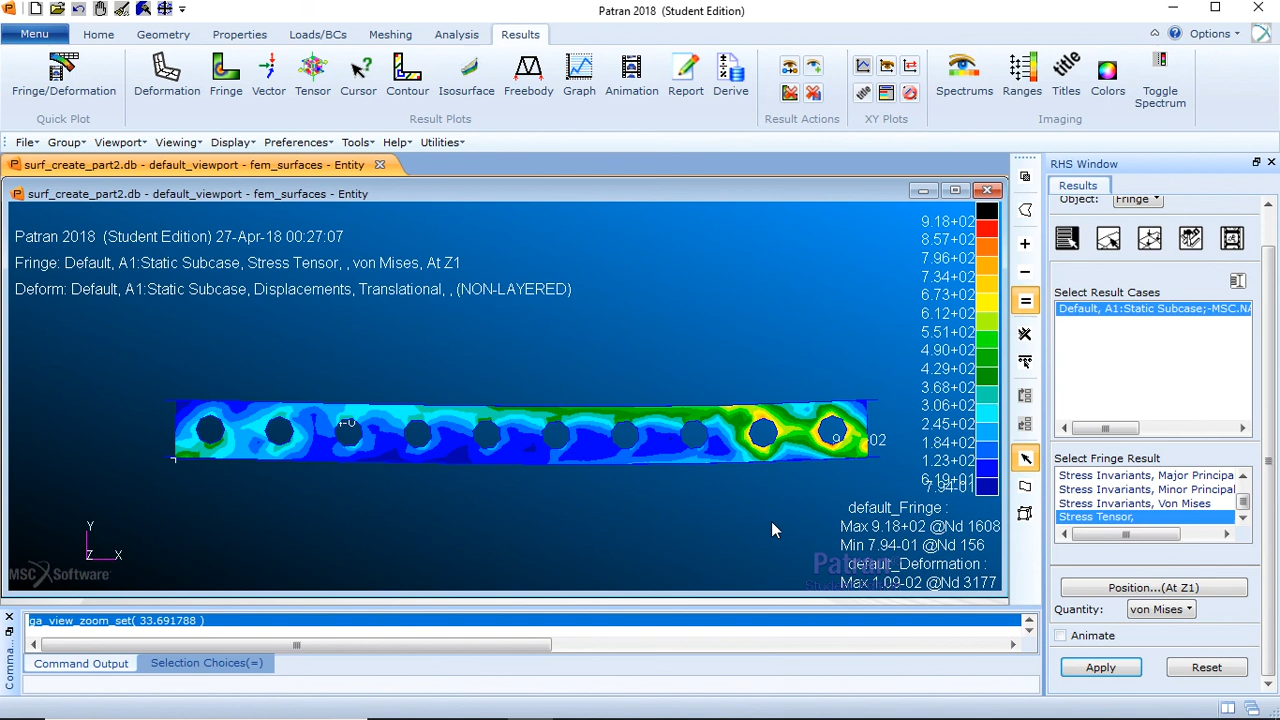 Patran 2018 (Student Edition)
Menu
Home
Geometry
Properties
Loads/BCs
Meshing
Analysis
Results
Options
Fringe/Deformation
Deformation
Fringe
Vector
Tensor
Cursor
Contour
Isosurface
Freebody
Graph
Animation
Report
Derive
Spectrums
Ranges
Titles
Colors
Toggle
Spectrum
Quick Plot
Result Plots
Result Actions
XY Plots
Imaging
File
Group
Viewport
Viewing
Display
Preferences
Tools
Help
Utilities
surf_create_part2.db - default_viewport - fem_surfaces - Entity
surf_create_part2.db - default_viewport - fem_surfaces - Entity
Patran 2018 (Student Edition) 27-Apr-18 00:27:07
Fringe: Default, A1:Static Subcase, Stress Tensor, , von Mises, At Z1
Deform: Default, A1:Static Subcase, Displacements, Translational, , (NON-LAYERED)
9.18+02
8.57+02
7.96+02
7.34+02
6.73+02
6.12+02
5.51+02
4.90+02
4.29+02
3.68+02
3.06+02
2.45+02
1.84+02
1.23+02
6.19+01
7.94-01
default_Fringe :
Max 9.18+02 @Nd 1608
Min 7.94-01 @Nd 156
default_Deformation :
Max 1.09-02 @Nd 3177
Patran
Y
Z
X
MSC Software
RHS Window
Results
Object:
Fringe
Select Result Cases
Default, A1:Static Subcase;-MSC.NA
Select Fringe Result
Stress Invariants, Major Principa
Stress Invariants, Minor Principal
Stress Invariants, Von Mises
Stress Tensor,
Position...(At Z1)
Quantity:
von Mises
Animate
Apply
Reset
Comma...
ga_view_zoom_set( 33.691788 )
Command Output
Selection Choices(=)